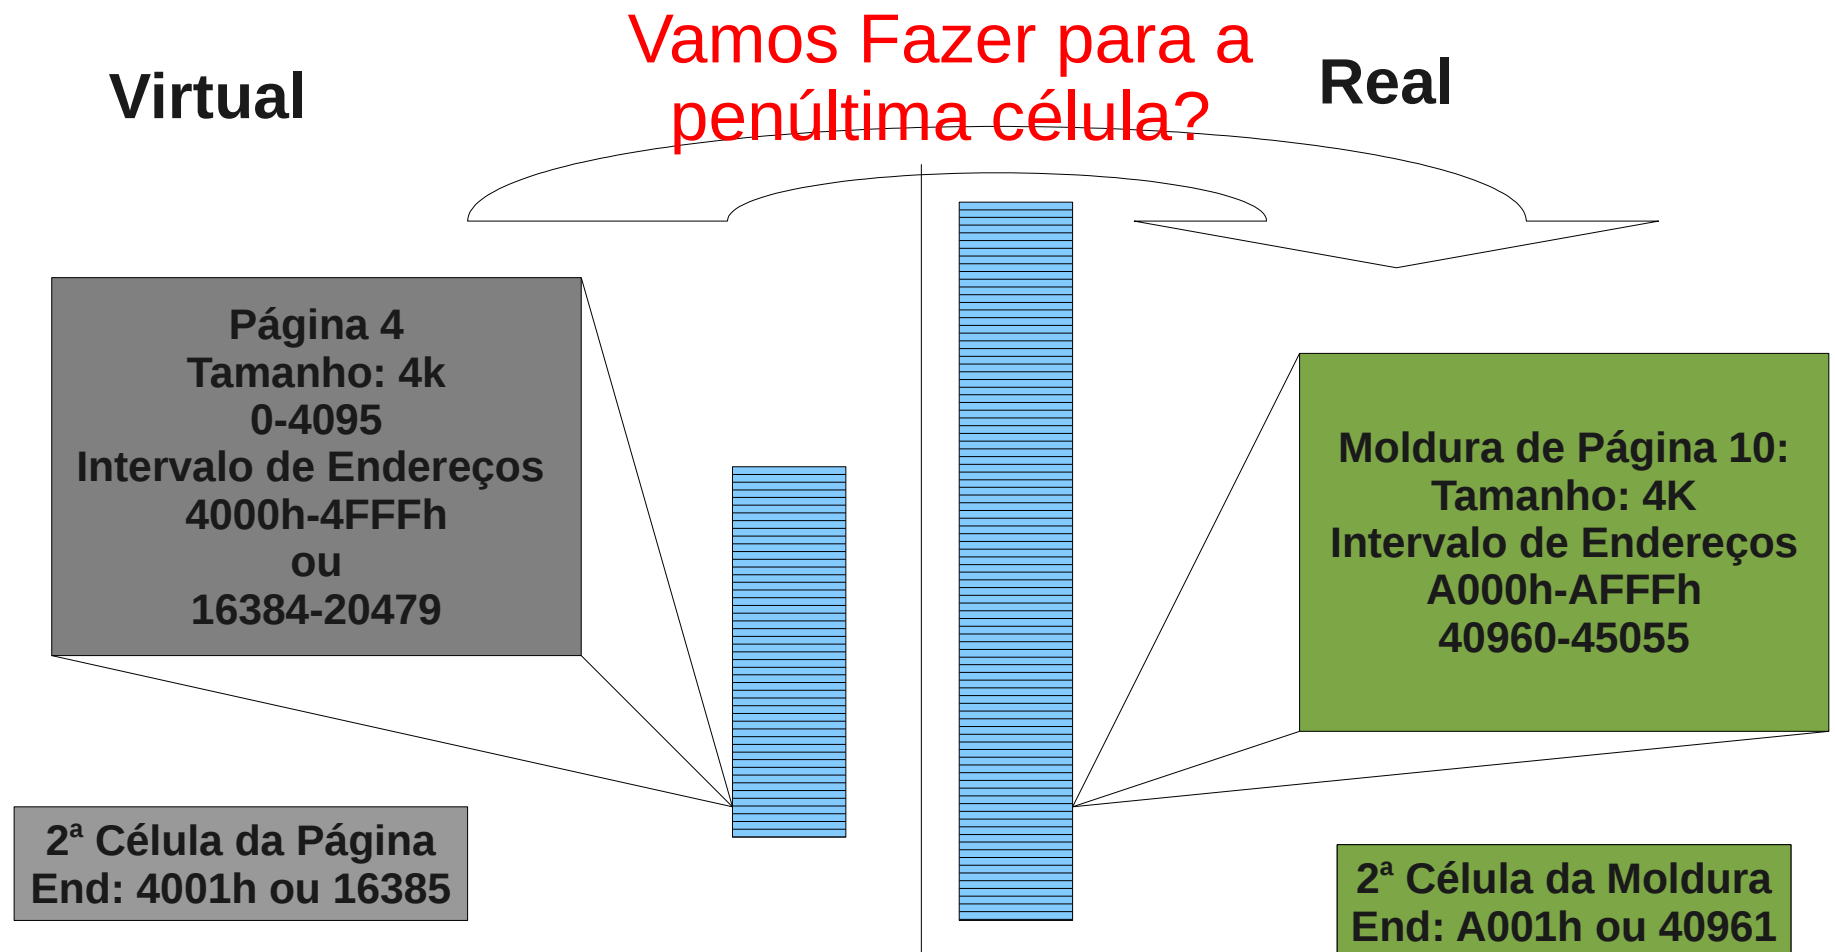 Vamos Fazer para a
penúltima célula?
Virtual
Real
Página 4
Tamanho: 4k
0-4095
Intervalo de Endereços
4000h-4FFFh
ou
16384-20479
Moldura de Página 10:
Tamanho: 4K
Intervalo de Endereços
A000h-AFFFh
40960-45055
2ª Célula da Página
End: 4001h ou 16385
2ª Célula da Moldura
End: A001h ou 40961